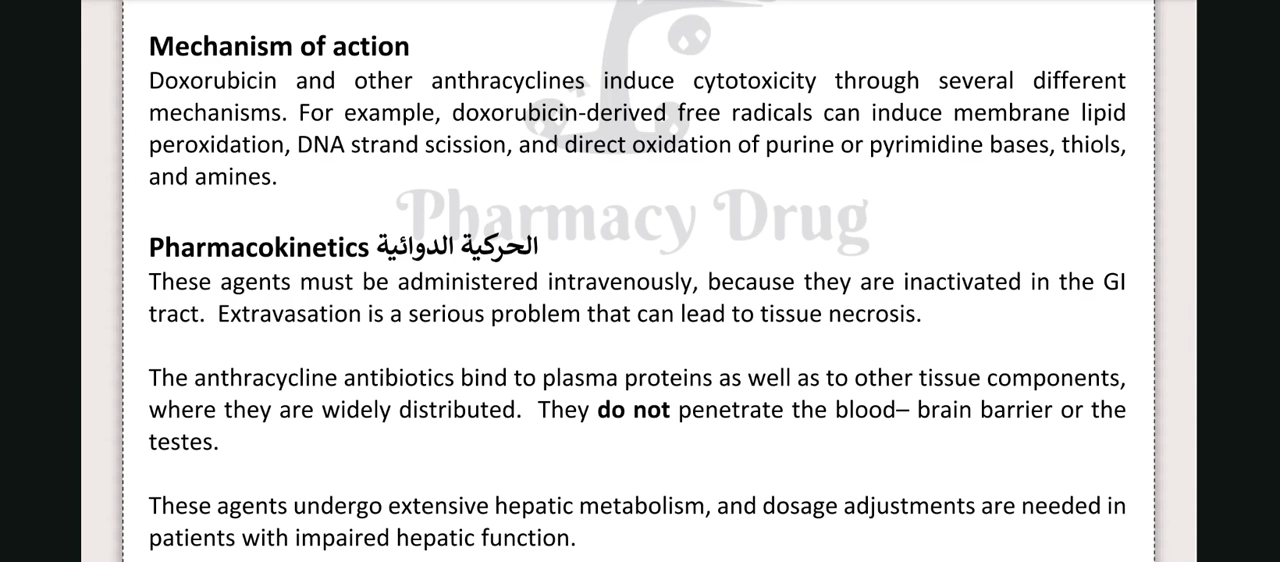 Mechanism of action
Doxorubicin and other anthracyclines induce cytotoxicity through several different
mechanisms. For example, doxorubicin-derived free radicals can induce membrane lipid
peroxidation, DNA strand scission, and direct oxidation of purine or pyrimidine bases, thiols,
and amines.
Pharmacy Drug
Pharmacokinetics الحركية الدوائية
These agents must be administered intravenously, because they are inactivated in the GI
tract. Extravasation is a serious problem that can lead to tissue necrosis.
The anthracycline antibiotics bind to plasma proteins as well as to other tissue components,
where they are widely distributed. They do not penetrate the blood– brain barrier or the
testes.
These agents undergo extensive hepatic metabolism, and dosage adjustments are needed in
patients with impaired hepatic function.